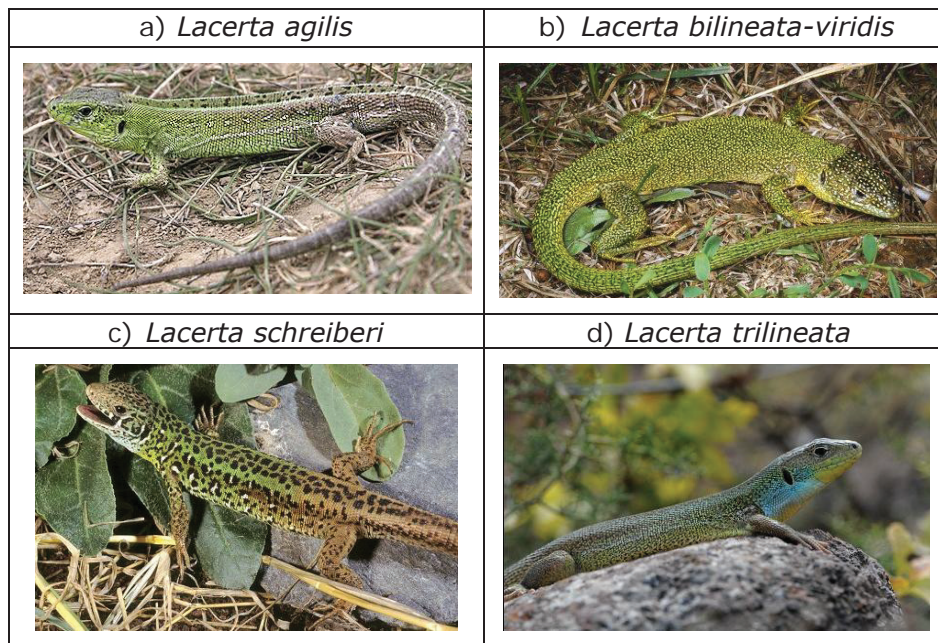 a) Lacerta agilis
b) Lacerta bilineata-viridis
c) Lacerta schreiberi
d) Lacerta trilineata